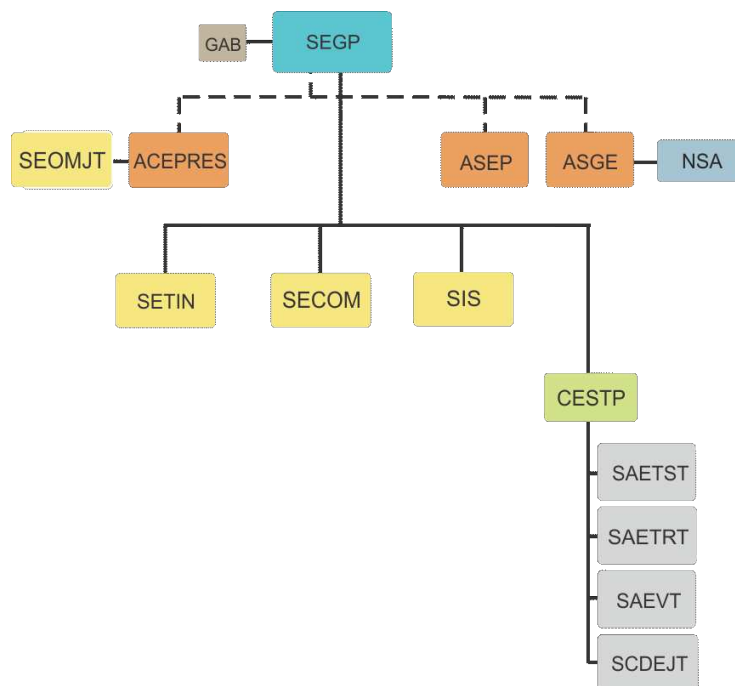 GAB
SEGP
SEOMJT
ACEPRES
ASEP
ASGE
NSA
SETIN
SECOM
SIS
CESTP
SAETST
SAETRT
SAEVT
SCDEJT